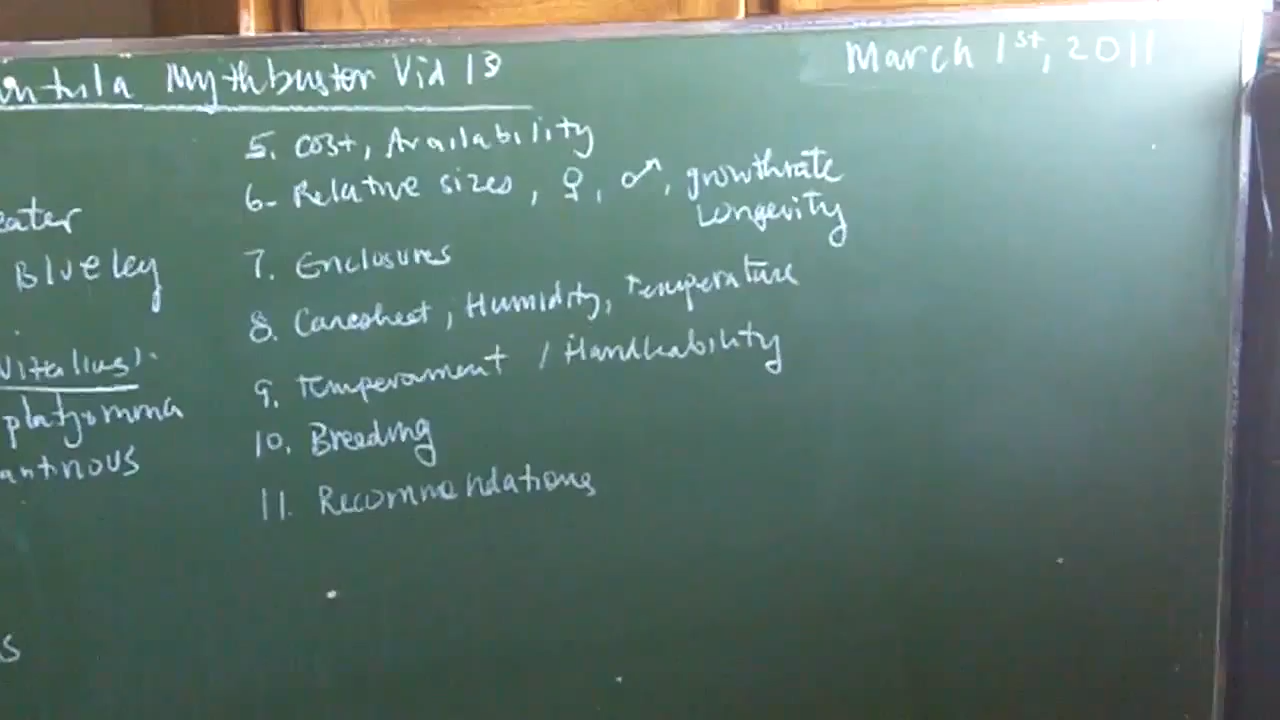 ntula Mythbuster Vid 13
March 1st, 2011
5. Cost, Availability
6- Relative sizes, ♀, ♂, growthrate
Longevity
eater
Blueleg
7. Enclosures
8. Caresheet, Humidity, Temperature
Vitalius).
9. Temperament / Handleability
platyomma
10. Breeding
antinous
11. Recommendations
s